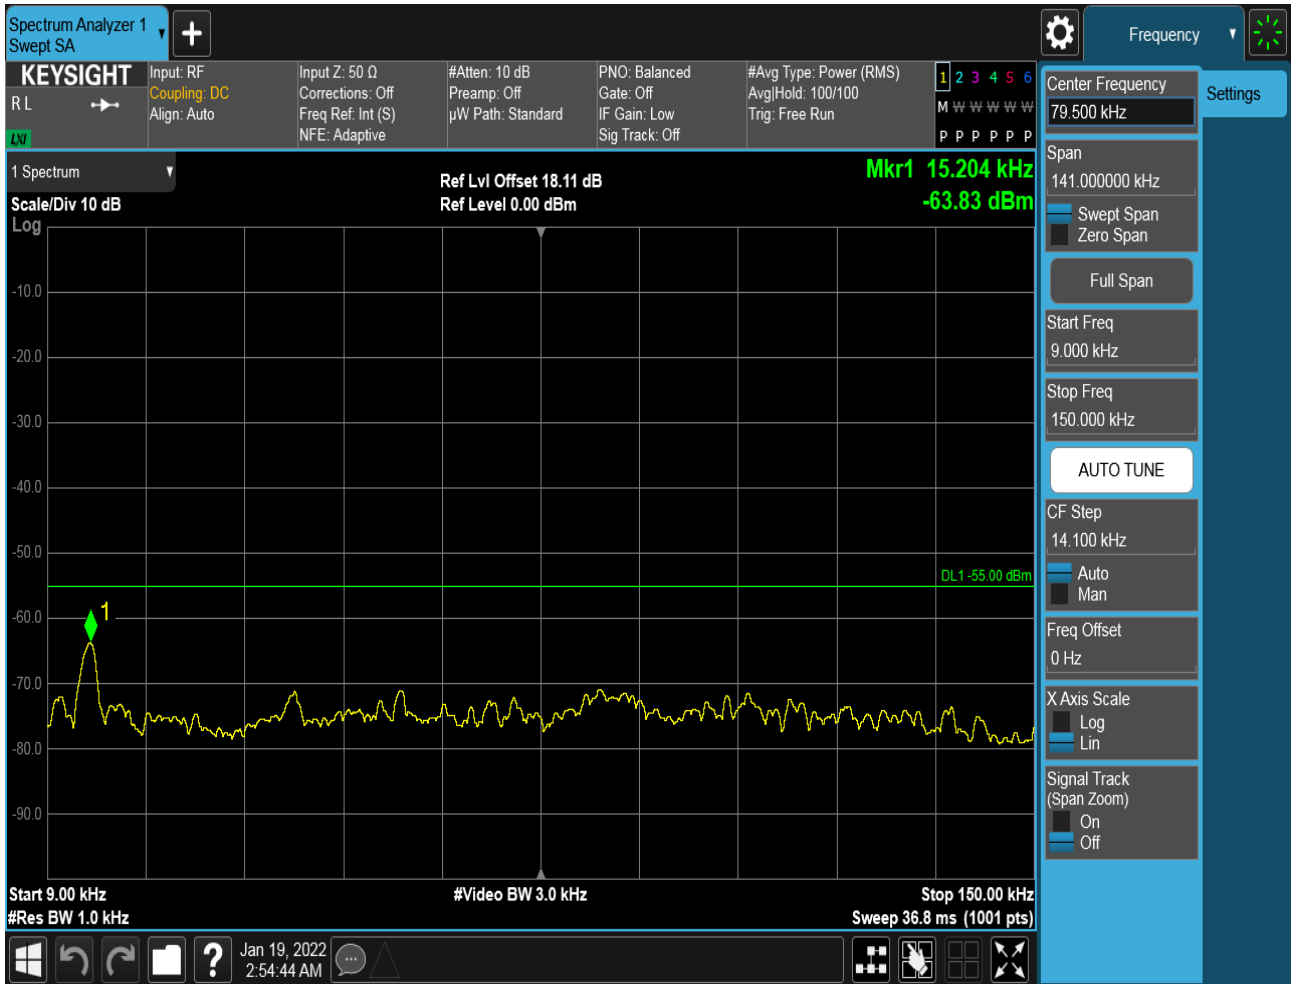 Spectrum Analyzer 1
Swept SA
Frequency
KEYSIGHT
R L
LXI
Input: RF
Coupling: DC
Align: Auto
Input Z: 50 Ω
Corrections: Off
Freq Ref: Int (S)
NFE: Adaptive
#Atten: 10 dB
Preamp: Off
µW Path: Standard
PNO: Balanced
Gate: Off
IF Gain: Low
Sig Track: Off
#Avg Type: Power (RMS)
Avg|Hold: 100/100
Trig: Free Run
1 2 3 4 5 6
M W W W W W
P P P P P P
1 Spectrum
Scale/Div 10 dB
Log
Ref Lvl Offset 18.11 dB
Ref Level 0.00 dBm
Mkr1 15.204 kHz
-63.83 dBm
-10.0
-20.0
-30.0
-40.0
-50.0
-60.0
-70.0
-80.0
-90.0
DL1 -55.00 dBm
1
Start 9.00 kHz
#Res BW 1.0 kHz
#Video BW 3.0 kHz
Stop 150.00 kHz
Sweep 36.8 ms (1001 pts)
Center Frequency
79.500 kHz
Span
141.000000 kHz
Swept Span
Zero Span
Full Span
Start Freq
9.000 kHz
Stop Freq
150.000 kHz
AUTO TUNE
CF Step
14.100 kHz
Auto
Man
Freq Offset
0 Hz
X Axis Scale
Log
Lin
Signal Track
(Span Zoom)
On
Off
Settings
?
Jan 19, 2022
2:54:44 AM